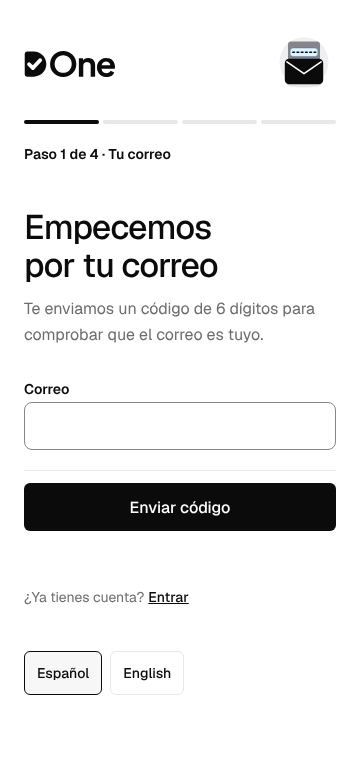 One
Paso 1 de 4 · Tu correo
Empecemos
por tu correo
Te enviamos un código de 6 dígitos para
comprobar que el correo es tuyo.
Correo
Enviar código
¿Ya tienes cuenta? Entrar
Español
English